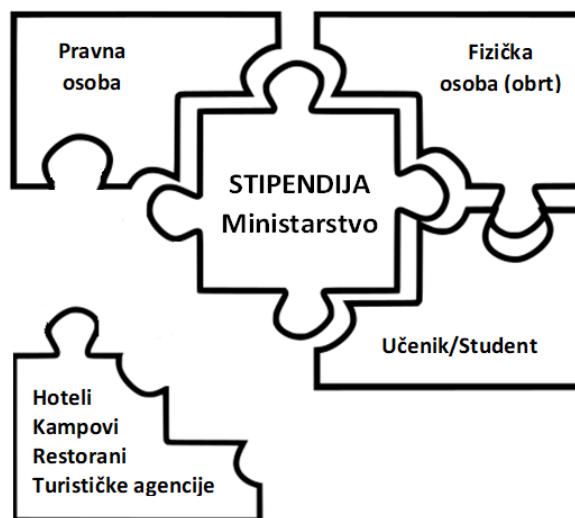 Pravna
osoba
Fizička
osoba (obrt)
STIPENDIJA
Ministarstvo
Učenik/Student
Hoteli
Kampovi
Restorani
Turističke agencije